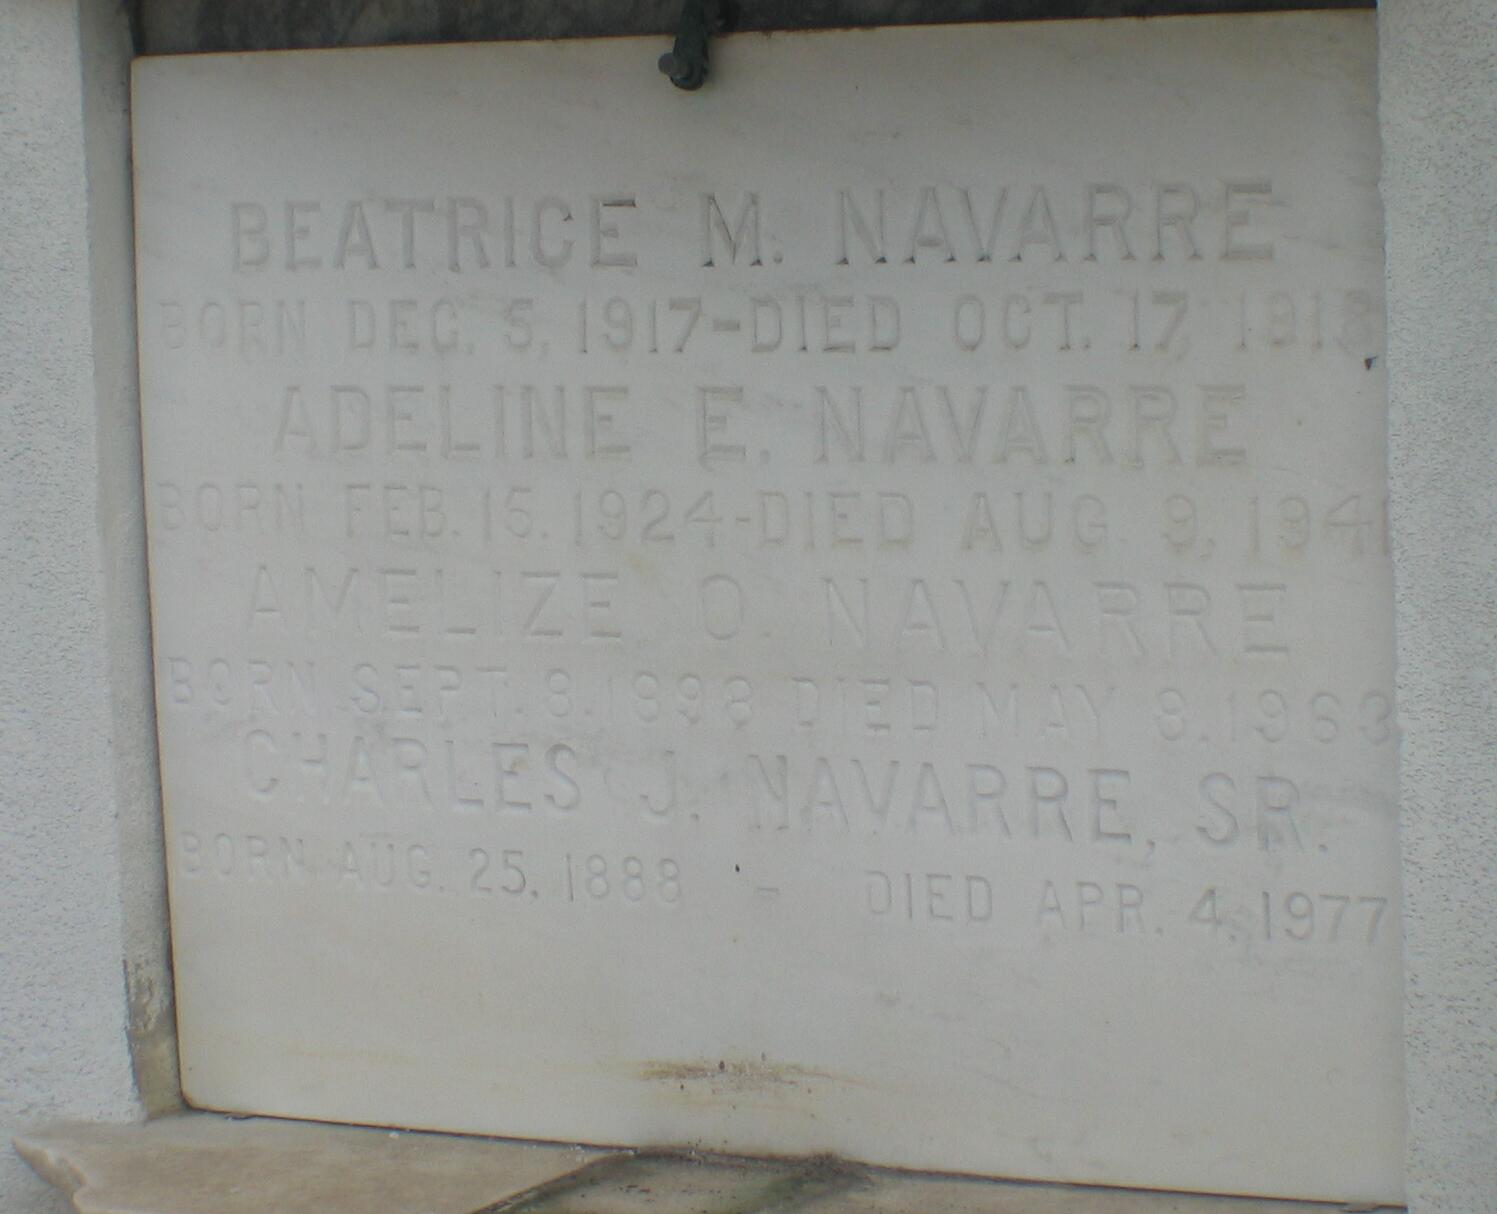 BEATRICE M. NAVARRE
BORN DEC. 5, 1917-DIED OCT. 17, 1918
ADELINE E. NAVARRE
BORN FEB. 15, 1924-DIED AUG. 9, 1941
AMELIZE O. NAVARRE
BORN SEPT. 8, 1898 DIED MAY 8, 1963
CHARLES J. NAVARRE, SR.
BORN AUG. 25, 1888 - DIED APR. 4, 1977